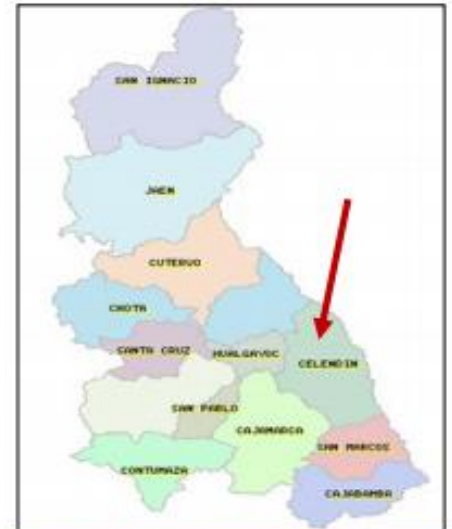 SAN IGNACIO
JAEN
CUTERVO
CHOTA
SANTA CRUZ
HUALGAYOC
CELENDIN
SAN PABLO
CAJAMARCA
SAN MARCOS
CONTUMAZA
CAJABAMBA